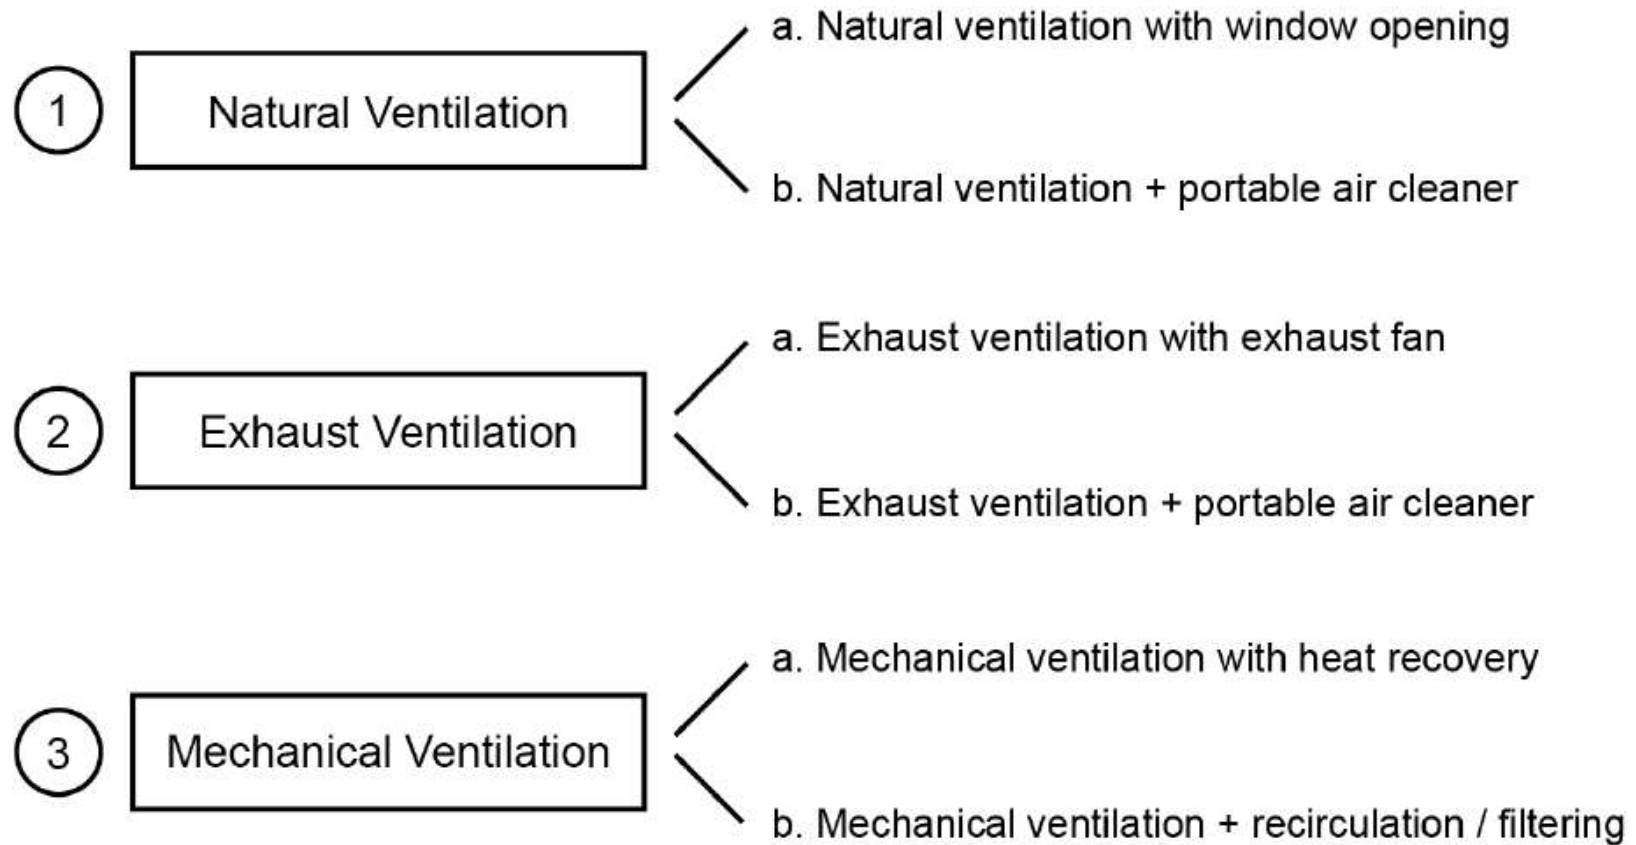 a. Natural ventilation with window opening
1
Natural Ventilation
b. Natural ventilation + portable air cleaner
a. Exhaust ventilation with exhaust fan
2
Exhaust Ventilation
b. Exhaust ventilation + portable air cleaner
a. Mechanical ventilation with heat recovery
3
Mechanical Ventilation
b. Mechanical ventilation + recirculation / filtering